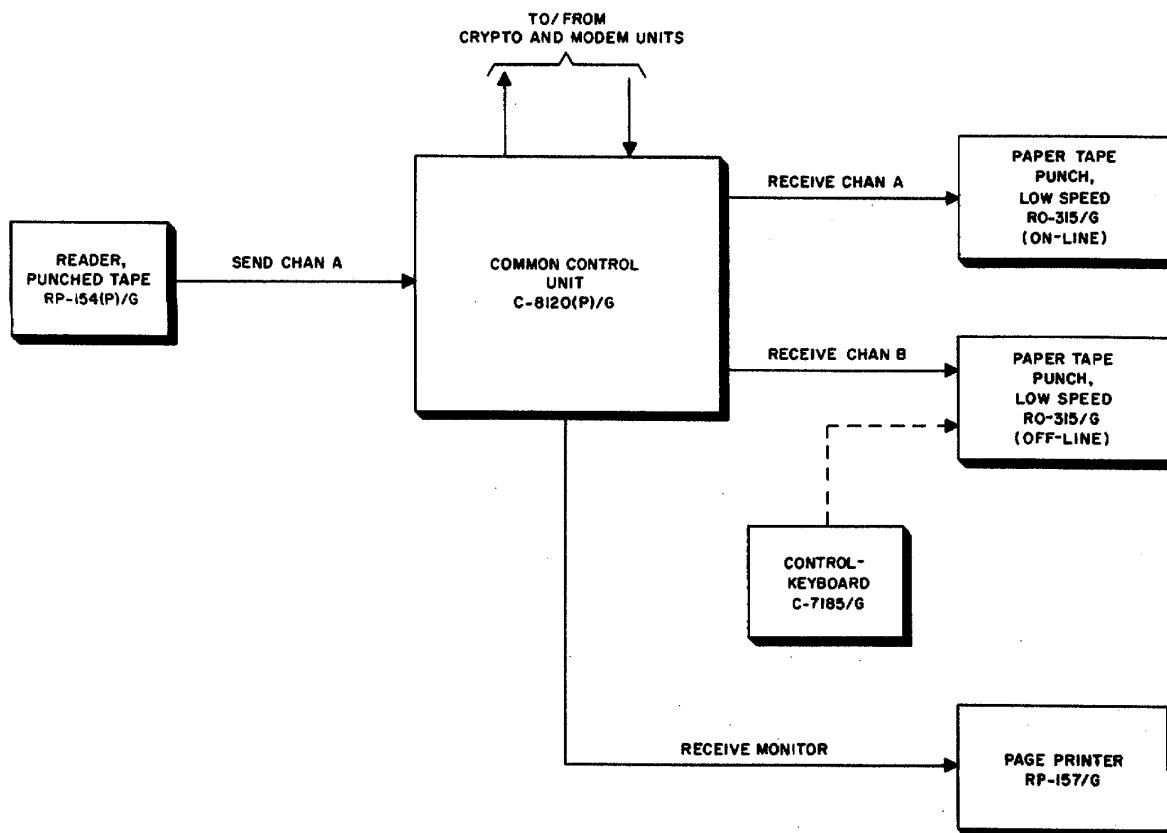 TO/FROM
CRYPTO AND MODEM UNITS
READER,
PUNCHED TAPE
RP-154(P)/G
SEND CHAN A
COMMON CONTROL
UNIT
C-8120(P)/G
RECEIVE CHAN A
PAPER TAPE
PUNCH,
LOW SPEED
RO-315/G
(ON-LINE)
RECEIVE CHAN B
PAPER TAPE
PUNCH,
LOW SPEED
RO-315/G
(OFF-LINE)
CONTROL-
KEYBOARD
C-7185/G
RECEIVE MONITOR
PAGE PRINTER
RP-157/G